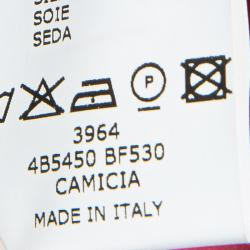 SOIE
SEDA
P
3964
4B5450 BF530
CAMICIA
MADE IN ITALY